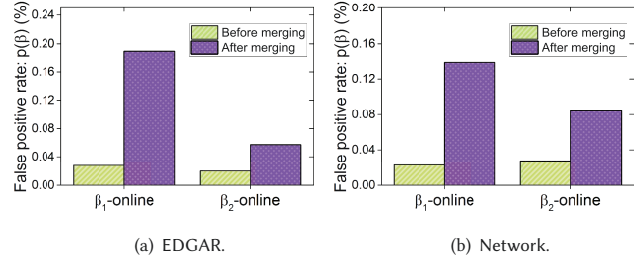 False positive rate: p(β) (%)
0.24
0.20
0.16
0.12
0.08
0.04
0.00
Before merging
After merging
β₁-online
β₂-online
(a) EDGAR.
False positive rate: p(β) (%)
0.20
0.16
0.12
0.08
0.04
0.00
Before merging
After merging
β₁-online
β₂-online
(b) Network.